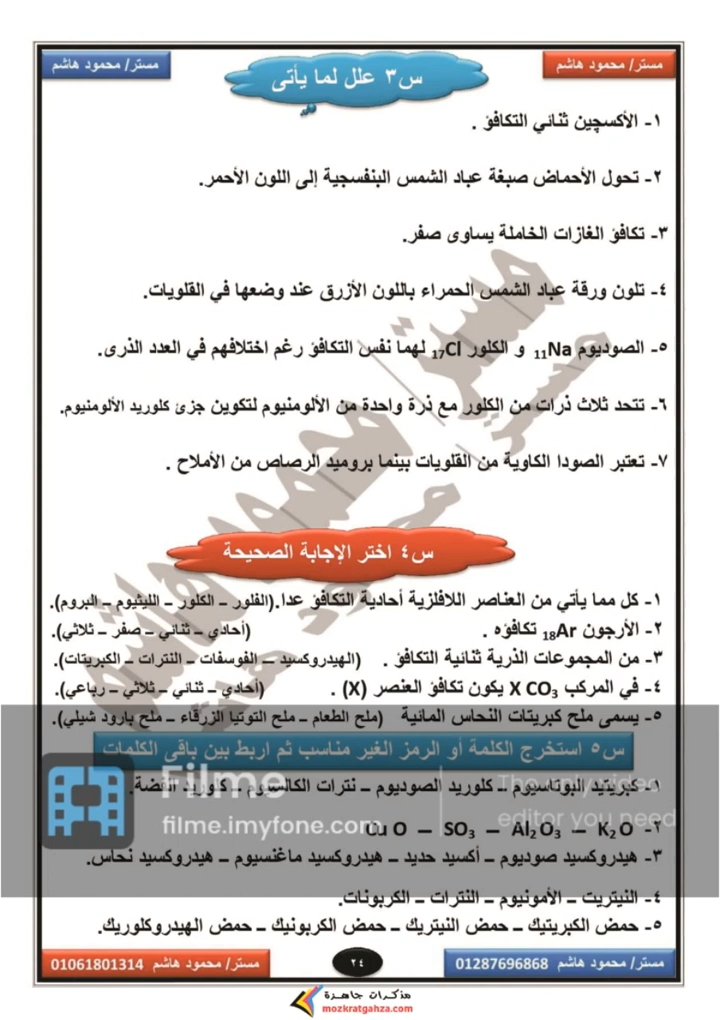 مستر/ محمود هاشم
مستر/ محمود هاشم
س٣ علل لما يأتى
١- الأكسچين ثنائي التكافؤ .
٢- تحول الأحماض صبغة عباد الشمس البنفسجية إلى اللون الأحمر.
٣- تكافؤ الغازات الخاملة يساوى صفر.
٤- تلون ورقة عباد الشمس الحمراء باللون الأزرق عند وضعها في القلويات.
٥- الصوديوم ₁₁Na و الكلور ₁₇Cl لهما نفس التكافؤ رغم اختلافهم في العدد الذرى.
٦- تتحد ثلاث ذرات من الكلور مع ذرة واحدة من الألومنيوم لتكوين جزئ كلوريد الألومنيوم.
٧- تعتبر الصودا الكاوية من القلويات بينما بروميد الرصاص من الأملاح .
س٤ اختر الإجابة الصحيحة
١- كل مما يأتي من العناصر اللافلزية أحادية التكافؤ عدا.(الفلور – الكلور – الليثيوم – البروم).
٢- الأرجون ₁₈Ar تكافؤه . (أحادي – ثنائي – صفر – ثلاثي).
٣- من المجموعات الذرية ثنائية التكافؤ . (الهيدروكسيد – الفوسفات – النترات – الكبريتات).
٤- في المركب X CO₃ يكون تكافؤ العنصر (X) . (أحادي – ثنائي – ثلاثي – رباعي).
٥- يسمى ملح كبريتات النحاس المائية (ملح الطعام – ملح التوتيا الزرقاء – ملح بارود شيلي).
س٥ استخرج الكلمة أو الرمز الغير مناسب ثم اربط بين باقى الكلمات
١- كبريتيد البوتاسيوم – كلوريد الصوديوم – نترات الكالسيوم – كلوريد الفضة.
Filme
The only video
editor you need
filme.imyfone.com
٢- Cu O – SO₃ – Al₂O₃ – K₂O
٣- هيدروكسيد صوديوم – أكسيد حديد – هيدروكسيد ماغنسيوم – هيدروكسيد نحاس.
٤- النيتريت – الأمونيوم – النترات – الكربونات.
٥- حمض الكبريتيك – حمض النيتريك – حمض الكربونيك – حمض الهيدروكلوريك.
مستر/ محمود هاشم 01287696868
٢٤
مستر/ محمود هاشم 01061801314
مذكرات جاهزة
mozkratgahza.com